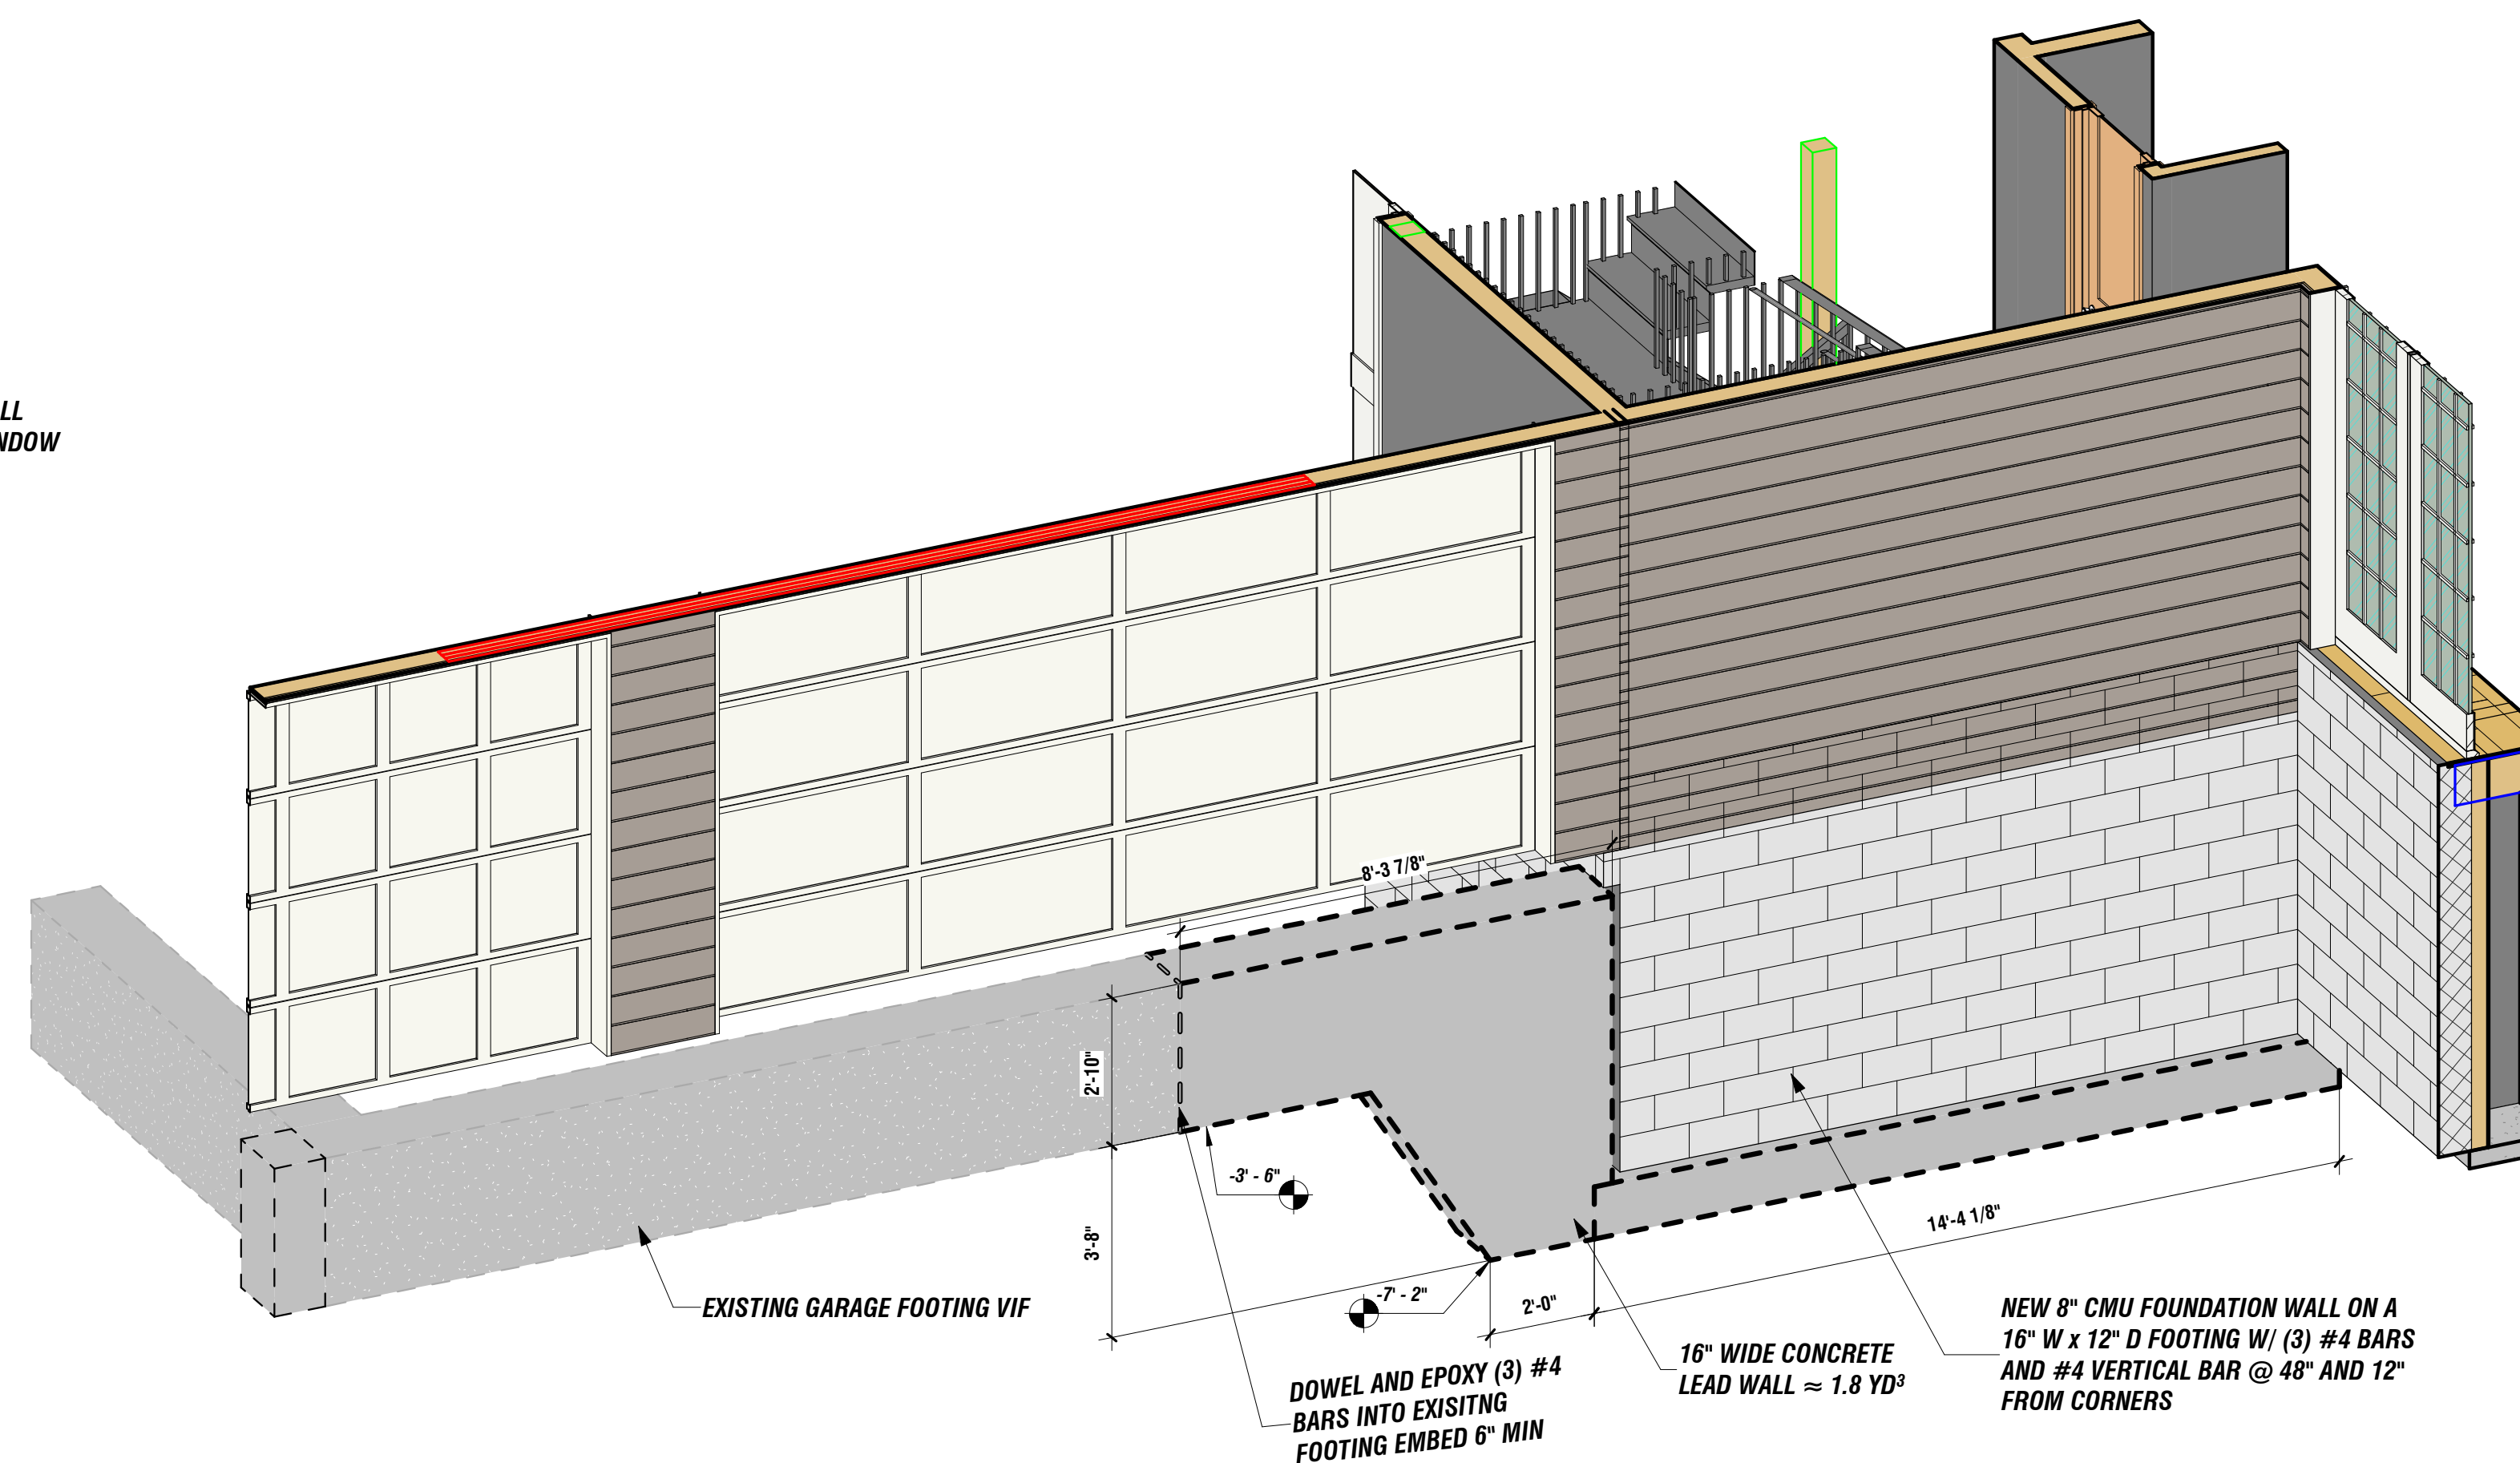 LL
NDOW
8'-3 7/8"
2'-10"
-3' - 6"
3'-8"
-7' - 2"
2'-0"
14'-4 1/8"
EXISTING GARAGE FOOTING VIF
DOWEL AND EPOXY (3) #4
BARS INTO EXISITNG
FOOTING EMBED 6" MIN
16" WIDE CONCRETE
LEAD WALL ≈ 1.8 YD³
NEW 8" CMU FOUNDATION WALL ON A
16" W x 12" D FOOTING W/ (3) #4 BARS
AND #4 VERTICAL BAR @ 48" AND 12"
FROM CORNERS